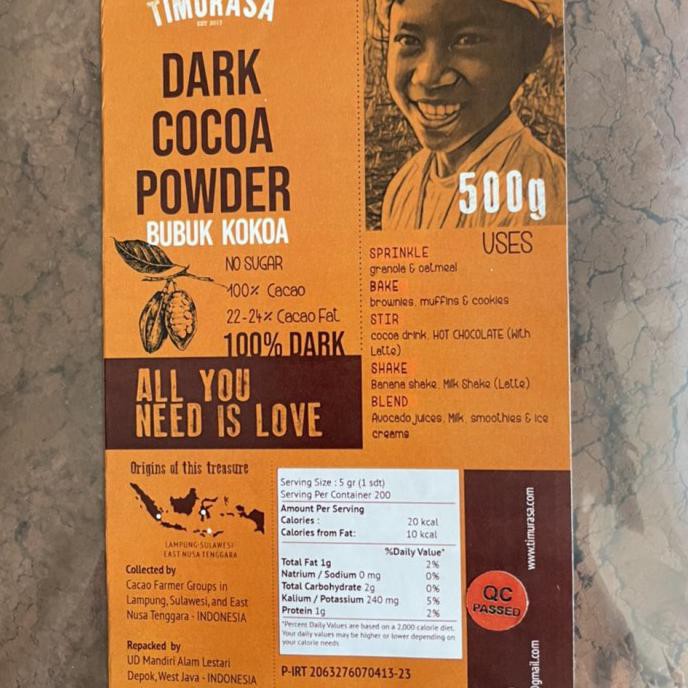 TIMURASA
EST 2017
DARK
COCOA
POWDER
BUBUK KOKOA
NO SUGAR
100% Cacao
22-24% Cacao Fat
100% DARK
ALL YOU
NEED IS LOVE
500g
USES
SPRINKLE
granola & oatmeal
BAKE
brownies, muffins & cookies
STIR
cocoa drink, HOT CHOCOLATE (With
Latte)
SHAKE
Banana shake, Milk Shake (Latte)
BLEND
Avocado juices, Milk, smoothies & ice
creams
Origins of this treasure
LAMPUNG-SULAWESI
EAST NUSA TENGGARA
Collected by
Cacao Farmer Groups in
Lampung, Sulawesi, and East
Nusa Tenggara - INDONESIA
Repacked by
UD Mandiri Alam Lestari
Depok, West Java - INDONESIA
Serving Size : 5 gr (1 sdt)
Serving Per Container 200
Amount Per Serving
Calories : 20 kcal
Calories from Fat: 10 kcal
%Daily Value*
Total Fat 1g 2%
Natrium / Sodium 0 mg 0%
Total Carbohydrate 2g 0%
Kalium / Potassium 240 mg 5%
Protein 1g 2%
*Percent Daily Values are based on a 2,000 calorie diet.
Your daily values may be higher or lower depending on
your calorie needs
P-IRT 2063276070413-23
www.timurasa.com
QC
PASSED
gmail.com